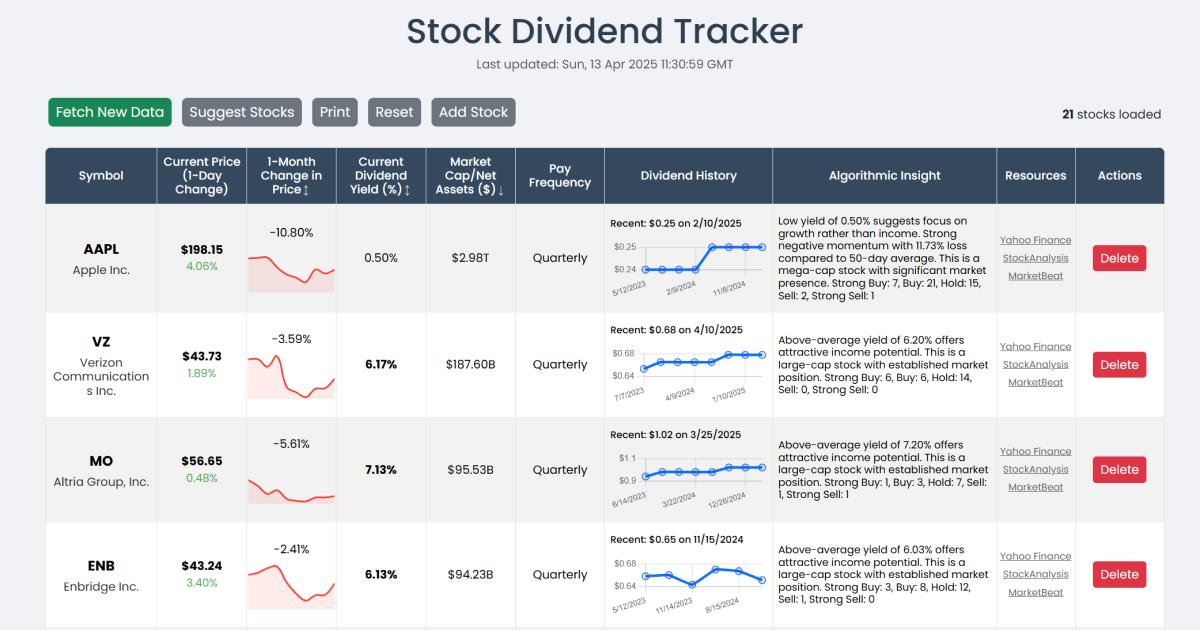 Stock Dividend Tracker
Last updated: Sun, 13 Apr 2025 11:30:59 GMT
Fetch New Data
Suggest Stocks
Print
Reset
Add Stock
21 stocks loaded
Symbol
Current Price
(1-Day
Change)
1-Month
Change in
Price↕
Current
Dividend
Yield (%)↕
Market
Cap/Net
Assets ($)↓
Pay
Frequency
Dividend History
Algorithmic Insight
Resources
Actions
AAPL
Apple Inc.
$198.15
4.06%
-10.80%
0.50%
$2.98T
Quarterly
Recent: $0.25 on 2/10/2025
$0.25
$0.24
5/12/2023
2/9/2024
11/8/2024
Low yield of 0.50% suggests focus on
growth rather than income. Strong
negative momentum with 11.73% loss
compared to 50-day average. This is a
mega-cap stock with significant market
presence. Strong Buy: 7, Buy: 21, Hold: 15,
Sell: 2, Strong Sell: 1
Yahoo Finance
StockAnalysis
MarketBeat
Delete
VZ
Verizon
Communication
s Inc.
$43.73
1.89%
-3.59%
6.17%
$187.60B
Quarterly
Recent: $0.68 on 4/10/2025
$0.68
$0.64
7/7/2023
4/9/2024
1/10/2025
Above-average yield of 6.20% offers
attractive income potential. This is a
large-cap stock with established market
position. Strong Buy: 6, Buy: 6, Hold: 14,
Sell: 0, Strong Sell: 0
Yahoo Finance
StockAnalysis
MarketBeat
Delete
MO
Altria Group, Inc.
$56.65
0.48%
-5.61%
7.13%
$95.53B
Quarterly
Recent: $1.02 on 3/25/2025
$1.1
$0.9
6/14/2023
3/22/2024
12/26/2024
Above-average yield of 7.20% offers
attractive income potential. This is a
large-cap stock with established market
position. Strong Buy: 1, Buy: 3, Hold: 7, Sell:
1, Strong Sell: 1
Yahoo Finance
StockAnalysis
MarketBeat
Delete
ENB
Enbridge Inc.
$43.24
3.40%
-2.41%
6.13%
$94.23B
Quarterly
Recent: $0.65 on 11/15/2024
$0.68
$0.64
5/12/2023
11/14/2023
8/15/2024
Above-average yield of 6.03% offers
attractive income potential. This is a
large-cap stock with established market
position. Strong Buy: 3, Buy: 8, Hold: 12,
Sell: 1, Strong Sell: 0
Yahoo Finance
StockAnalysis
MarketBeat
Delete